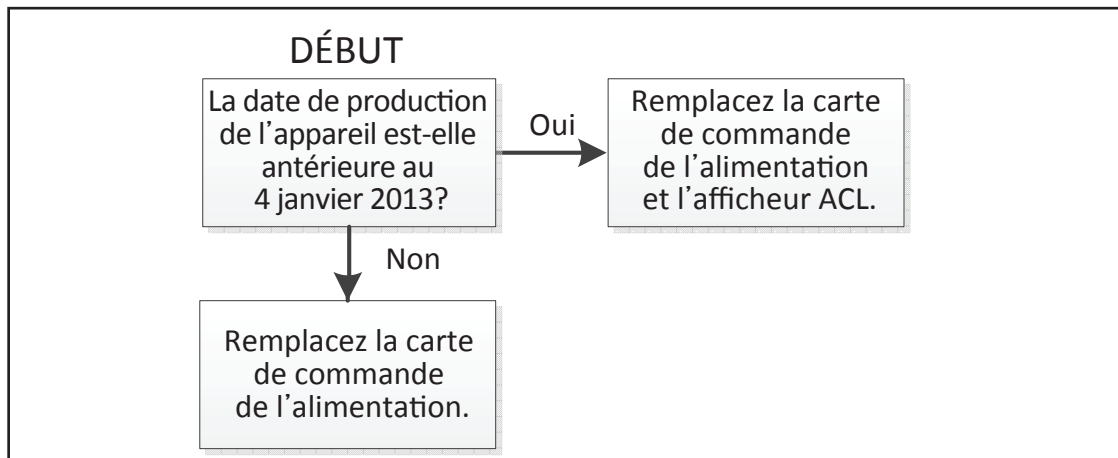 DÉBUT
La date de production
de l'appareil est-elle
antérieure au
4 janvier 2013?
Oui
Remplacez la carte
de commande
de l'alimentation
et l'afficheur ACL.
Non
Remplacez la carte
de commande
de l'alimentation.